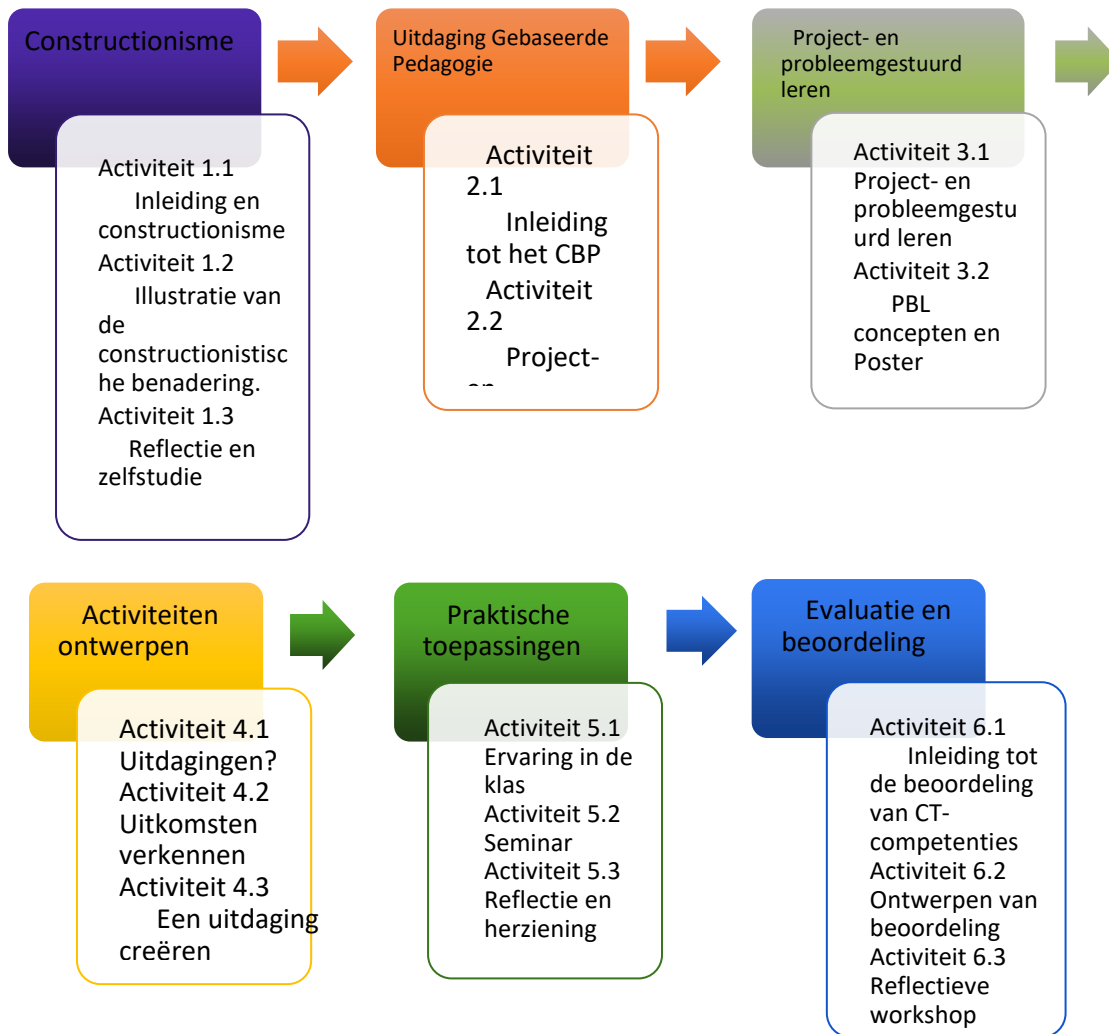 Constructionisme
Activiteit 1.1
Inleiding en
constructionisme
Activiteit 1.2
Illustratie van
de
constructionistisc
he benadering.
Activiteit 1.3
Reflectie en
zelfstudie
Uitdaging Gebaseerde
Pedagogie
Activiteit
2.1
Inleiding
tot het CBP
Activiteit
2.2
Project-
Project- en
probleemgestuurd
leren
Activiteit 3.1
Project- en
probleemgestu
urd leren
Activiteit 3.2
PBL
concepten en
Poster
Activiteiten
ontwerpen
Activiteit 4.1
Uitdagingen?
Activiteit 4.2
Uitkomsten
verkennen
Activiteit 4.3
Een uitdaging
creëren
Praktische
toepassingen
Activiteit 5.1
Ervaring in de
klas
Activiteit 5.2
Seminar
Activiteit 5.3
Reflectie en
herziening
Evaluatie en
beoordeling
Activiteit 6.1
Inleiding tot
de beoordeling
van CT-
competenties
Activiteit 6.2
Ontwerpen van
beoordeling
Activiteit 6.3
Reflectieve
workshop